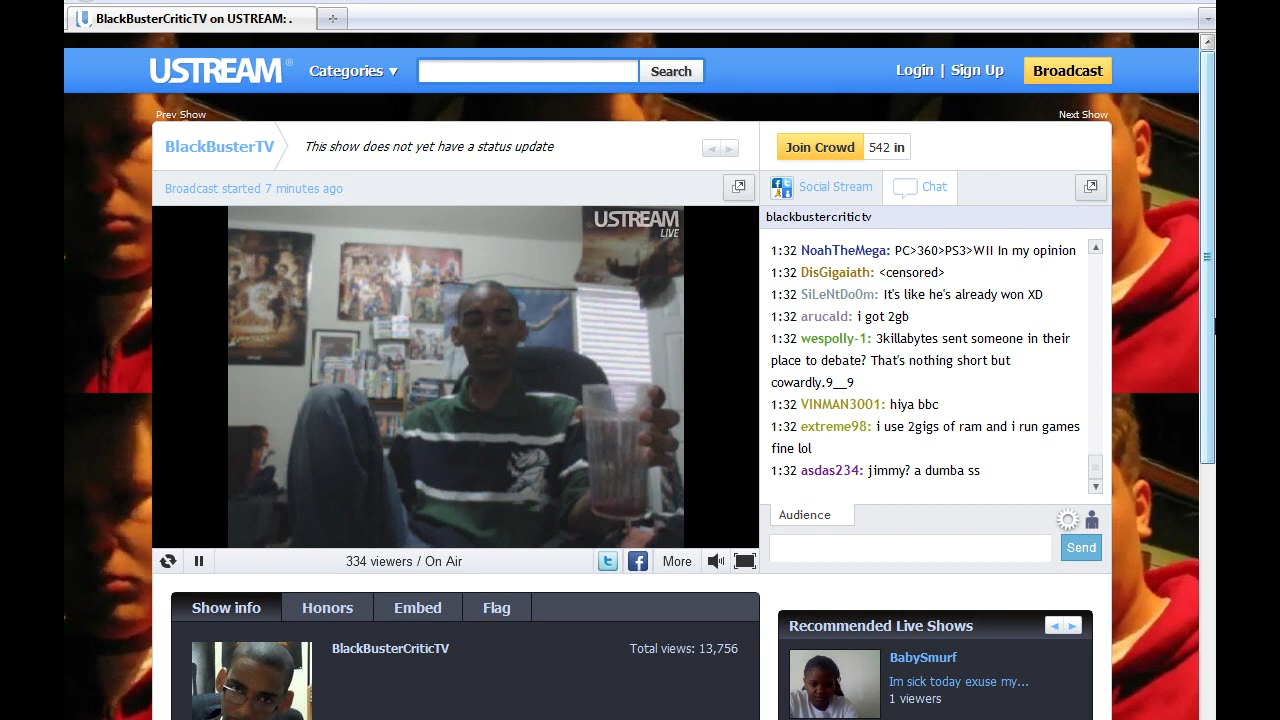 BlackBusterCriticTV on USTREAM: .
USTREAM®
Categories ▼
Search
Login | Sign Up
Broadcast
Prev Show
Next Show
BlackBusterTV
This show does not yet have a status update
Join Crowd
542 in
Broadcast started 7 minutes ago
Social Stream
Chat
blackbustercritictv
USTREAM
LIVE
1:32 NoahTheMega: PC>360>PS3>WII In my opinion
1:32 DisGigaiath: <censored>
1:32 SiLeNtDo0m: It's like he's already won XD
1:32 arucald: i got 2gb
1:32 wespolly-1: 3killabytes sent someone in their
place to debate? That's nothing short but
cowardly.9__9
1:32 VINMAN3001: hiya bbc
1:32 extreme98: i use 2gigs of ram and i run games
fine lol
1:32 asdas234: jimmy? a dumba ss
Audience
Send
334 viewers / On Air
More
Show info
Honors
Embed
Flag
BlackBusterCriticTV
Total views: 13,756
Recommended Live Shows
BabySmurf
Im sick today exuse my...
1 viewers